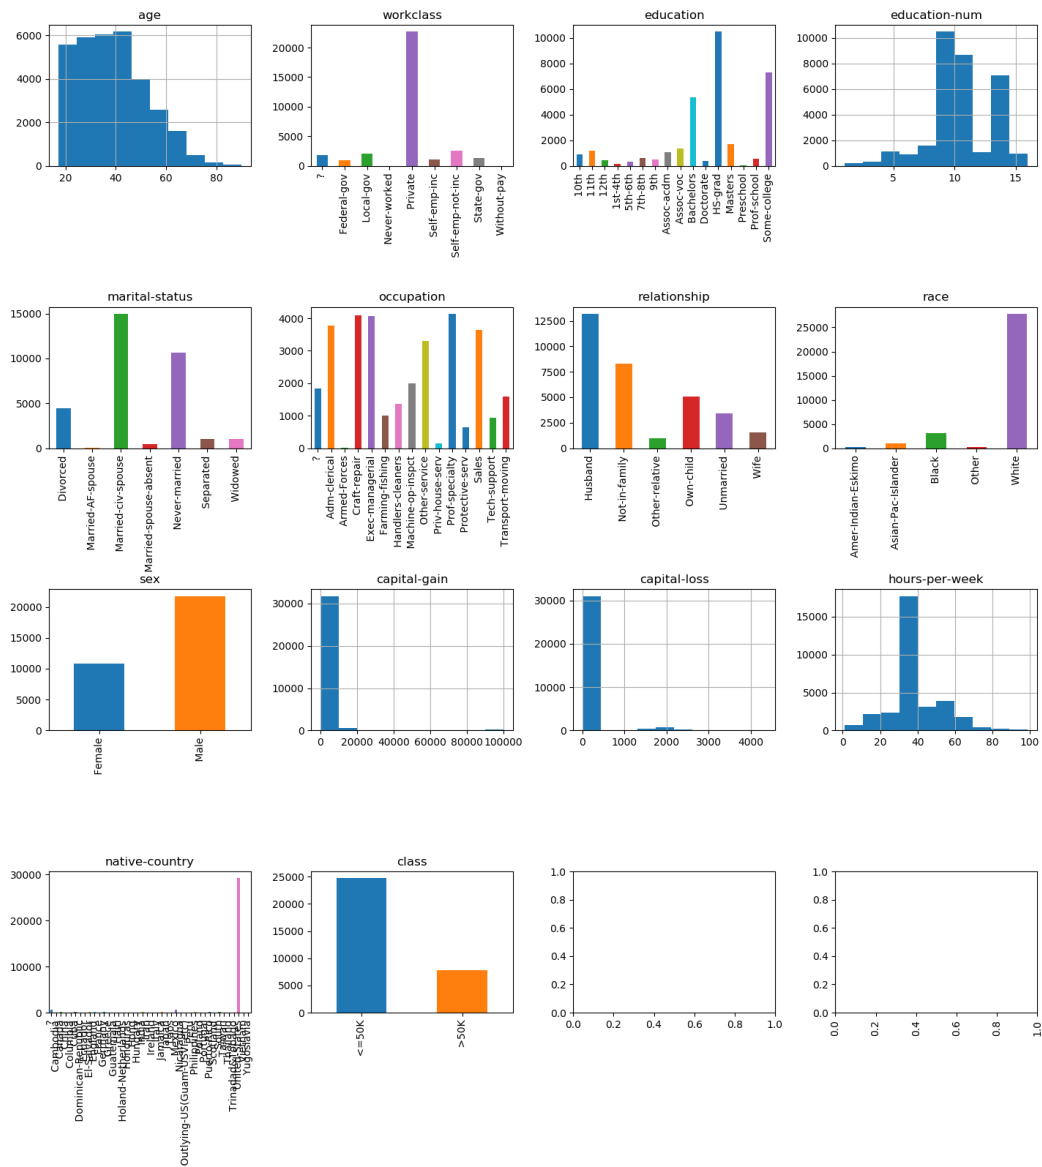 age
workclass
education
education-num
6000
4000
2000
0
20 40 60 80
20000
15000
10000
5000
0
?
Federal-gov
Local-gov
Never-worked
Private
Self-emp-inc
Self-emp-not-inc
State-gov
Without-pay
10000
8000
6000
4000
2000
0
10th
11th
12th
1st-4th
5th-6th
7th-8th
9th
Assoc-acdm
Assoc-voc
Bachelors
Doctorate
HS-grad
Masters
Preschool
Prof-school
Some-college
10000
8000
6000
4000
2000
0
5 10 15
marital-status
occupation
relationship
race
15000
10000
5000
0
Divorced
Married-AF-spouse
Married-civ-spouse
Married-spouse-absent
Never-married
Separated
Widowed
4000
3000
2000
1000
0
?
Adm-clerical
Armed-Forces
Craft-repair
Exec-managerial
Farming-fishing
Handlers-cleaners
Machine-op-inspct
Other-service
Priv-house-serv
Prof-specialty
Protective-serv
Sales
Tech-support
Transport-moving
12500
10000
7500
5000
2500
0
Husband
Not-in-family
Other-relative
Own-child
Unmarried
Wife
25000
20000
15000
10000
5000
0
Amer-Indian-Eskimo
Asian-Pac-Islander
Black
Other
White
sex
capital-gain
capital-loss
hours-per-week
20000
15000
10000
5000
0
Female
Male
30000
20000
10000
0
0 20000 40000 60000 80000 100000
30000
20000
10000
0
0 1000 2000 3000 4000
15000
10000
5000
0
0 20 40 60 80 100
native-country
class
30000
20000
10000
0
?
Cambodia
Dominican-Republic
Holand-Netherlands
Outlying-US(Guam-USVI-etc)
Yugoslavia
25000
20000
15000
10000
5000
0
<=50K
>50K
1.0
0.8
0.6
0.4
0.2
0.0
0.0 0.2 0.4 0.6 0.8 1.0
1.0
0.8
0.6
0.4
0.2
0.0
0.0 0.2 0.4 0.6 0.8 1.0